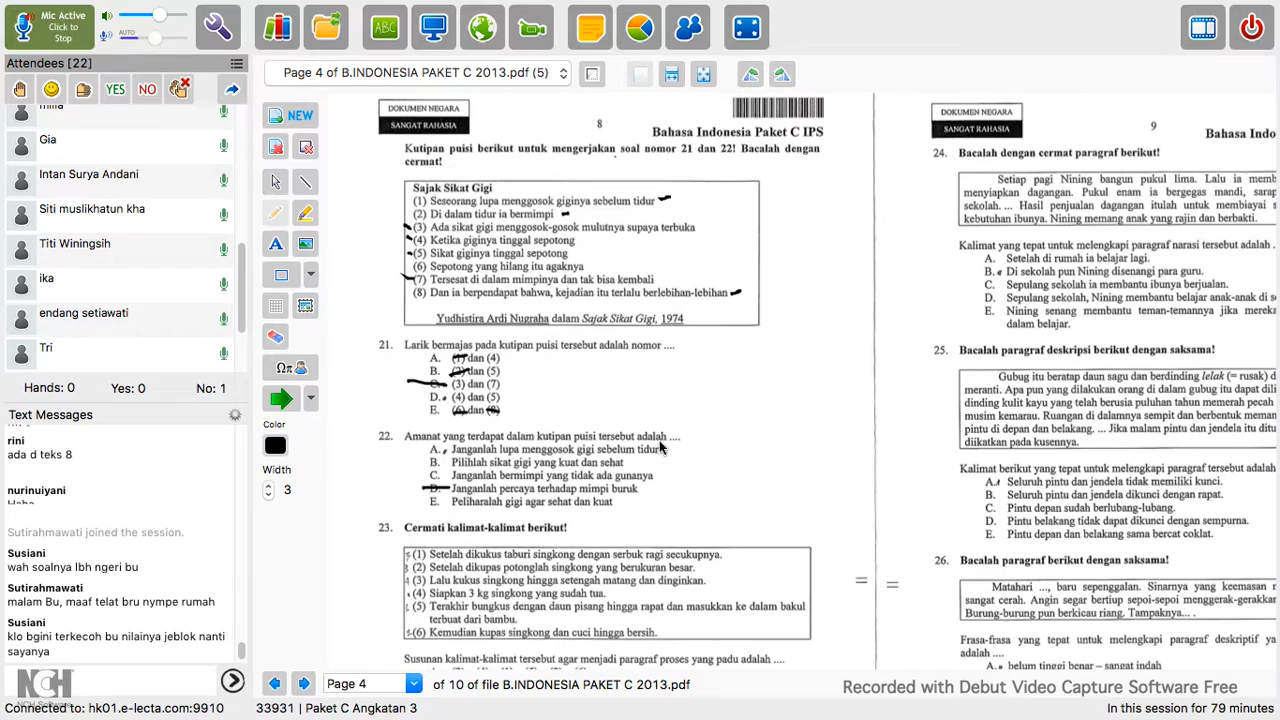 Mic Active
Click to
Stop
AUTO
ABC
Attendees [22]
YES
NO
Page 4 of B.INDONESIA PAKET C 2013.pdf (5)
NEW
Gia
Intan Surya Andani
Siti muslikhatun kha
Titi Winingsih
ika
endang setiawati
Tri
Hands: 0 Yes: 0 No: 1
Text Messages
rini
ada d teks 8
nurinuiyani
Sutirahmawati joined the session.
Susiani
wah soalnya lbh ngeri bu
Sutirahmawati
malam Bu, maaf telat bru nympe rumah
Susiani
klo bgini terkecoh bu nilainya jeblok nanti
sayanya
NCH
NCH Software
Connected to: hk01.e-lecta.com:9910
Color
Width
3
DOKUMEN NEGARA
SANGAT RAHASIA
8
Bahasa Indonesia Paket C IPS
Kutipan puisi berikut untuk mengerjakan soal nomor 21 dan 22! Bacalah dengan
cermat!
Sajak Sikat Gigi
(1) Seseorang lupa menggosok giginya sebelum tidur
(2) Di dalam tidur ia bermimpi
(3) Ada sikat gigi menggosok-gosok mulutnya supaya terbuka
(4) Ketika giginya tinggal sepotong
(5) Sikat giginya tinggal sepotong
(6) Sepotong yang hilang itu agaknya
(7) Tersesat di dalam mimpinya dan tak bisa kembali
(8) Dan ia berpendapat bahwa, kejadian itu terlalu berlebihan-lebihan
Yudhistira Ardi Nugraha dalam Sajak Sikat Gigi, 1974
21. Larik bermajas pada kutipan puisi tersebut adalah nomor ....
A. (1) dan (4)
B. (2) dan (5)
C. (3) dan (7)
D. (4) dan (5)
E. (6) dan (8)
22. Amanat yang terdapat dalam kutipan puisi tersebut adalah ....
A. Janganlah lupa menggosok gigi sebelum tidur
B. Pilihlah sikat gigi yang kuat dan sehat
C. Janganlah bermimpi yang tidak ada gunanya
D. Janganlah percaya terhadap mimpi buruk
E. Peliharalah gigi agar sehat dan kuat
23. Cermati kalimat-kalimat berikut!
(1) Setelah dikukus taburi singkong dengan serbuk ragi secukupnya.
(2) Setelah dikupas potonglah singkong yang berukuran besar.
(3) Lalu kukus singkong hingga setengah matang dan dinginkan.
(4) Siapkan 3 kg singkong yang sudah tua.
(5) Terakhir bungkus dengan daun pisang hingga rapat dan masukkan ke dalam bakul
terbuat dari bambu.
(6) Kemudian kupas singkong dan cuci hingga bersih.
Susunan kalimat-kalimat tersebut agar menjadi paragraf proses yang padu adalah ....
DOKUMEN NEGARA
SANGAT RAHASIA
9
Bahasa Indo
24. Bacalah dengan cermat paragraf berikut!
Setiap pagi Nining bangun pukul lima. Lalu ia memb
menyiapkan dagangan. Pukul enam ia bergegas mandi, sarap
sekolah. ... Hasil penjualan dagangan itu untuk membiayai s
kebutuhan ibunya. Nining memang anak yang rajin dan berbakti.
Kalimat yang tepat untuk melengkapi paragraf narasi tersebut adalah .
A. Setelah di rumah ia belajar lagi.
B. Di sekolah pun Nining disenangi para guru.
C. Sepulang sekolah ia membantu ibunya berjualan.
D. Sepulang sekolah, Nining membantu belajar anak-anak di s
E. Nining senang membantu teman-temannya jika mereka
dalam belajar.
25. Bacalah paragraf deskripsi berikut dengan saksama!
Gubug itu beratap daun sagu dan berdinding lelak (= rusak) d
meranti. Apa pun yang dilakukan orang di dalam gubug itu dapat dili
dinding kulit kayu yang telah berusia puluhan tahun memerah pecah
musim kemarau. Ruangan di dalamnya sempit dan berbentuk meman
pintu di depan dan belakang. ... Jika malam pintu dan jendela itu ditu
diikatkan pada kusennya.
Kalimat berikut yang tepat untuk melengkapi paragraf tersebut adalah
A. Seluruh pintu dan jendela tidak memiliki kunci.
B. Seluruh pintu dan jendela dikunci dengan rapat.
C. Pintu depan sudah berlubang-lubang.
D. Pintu belakang tidak dapat dikunci dengan sempurna.
E. Pintu depan dan belakang sama bercat coklat.
26. Bacalah paragraf berikut dengan saksama!
Matahari ..., baru sepenggalan. Sinarnya yang keemasan m
sangat cerah. Angin segar bertiup sepoi-sepoi menggerak-gerakkan
Burung-burung pun berkicau riang. Tampaknya... .
Frasa-frasa yang tepat untuk melengkapi paragraf deskriptif ya
adalah ....
A. belum tinggi benar – sangat indah
Page 4 of 10 of file B.INDONESIA PAKET C 2013.pdf
Recorded with Debut Video Capture Software Free
33931 | Paket C Angkatan 3
In this session for 79 minutes